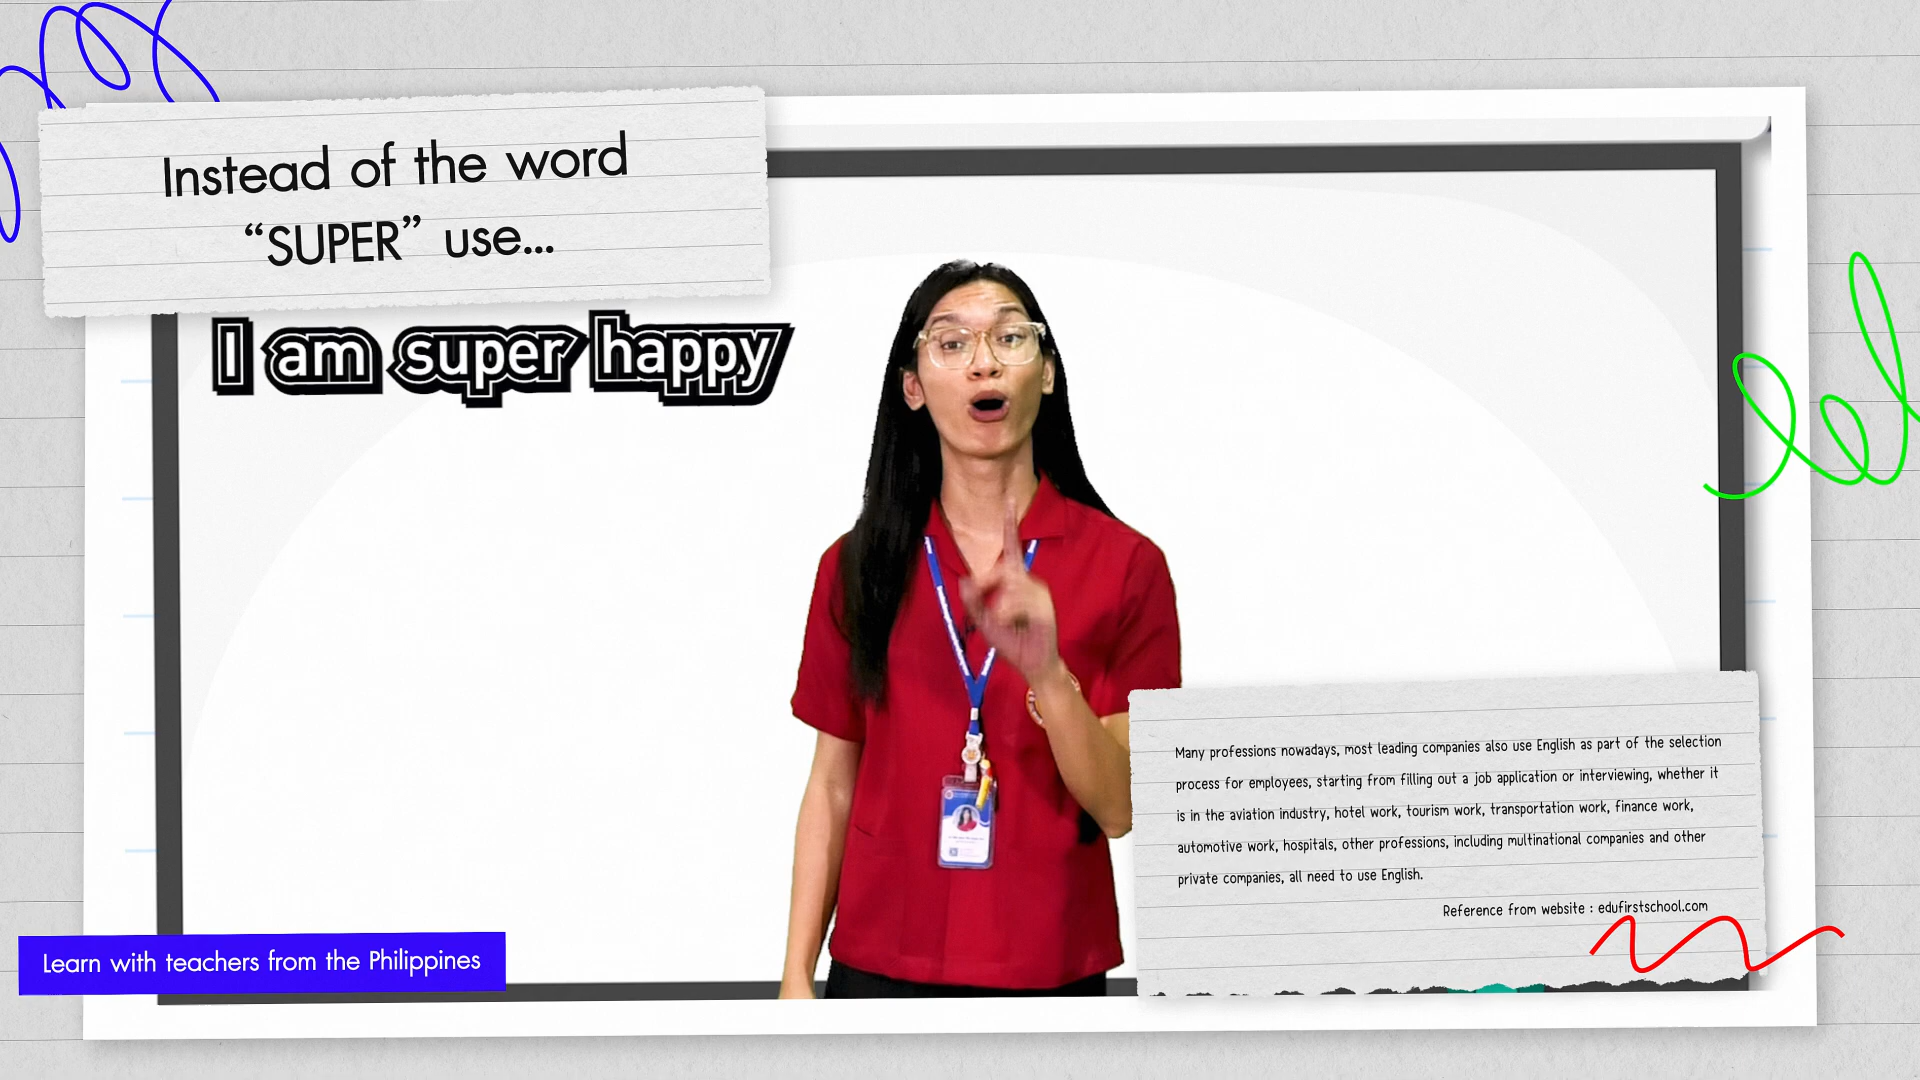 Instead of the word
“SUPER” use...
I am super happy
Many professions nowadays, most leading companies also use English as part of the selection
process for employees, starting from filling out a job application or interviewing, whether it
is in the aviation industry, hotel work, tourism work, transportation work, finance work,
automotive work, hospitals, other professions, including multinational companies and other
private companies, all need to use English.
Reference from website : edufirstschool.com
Learn with teachers from the Philippines